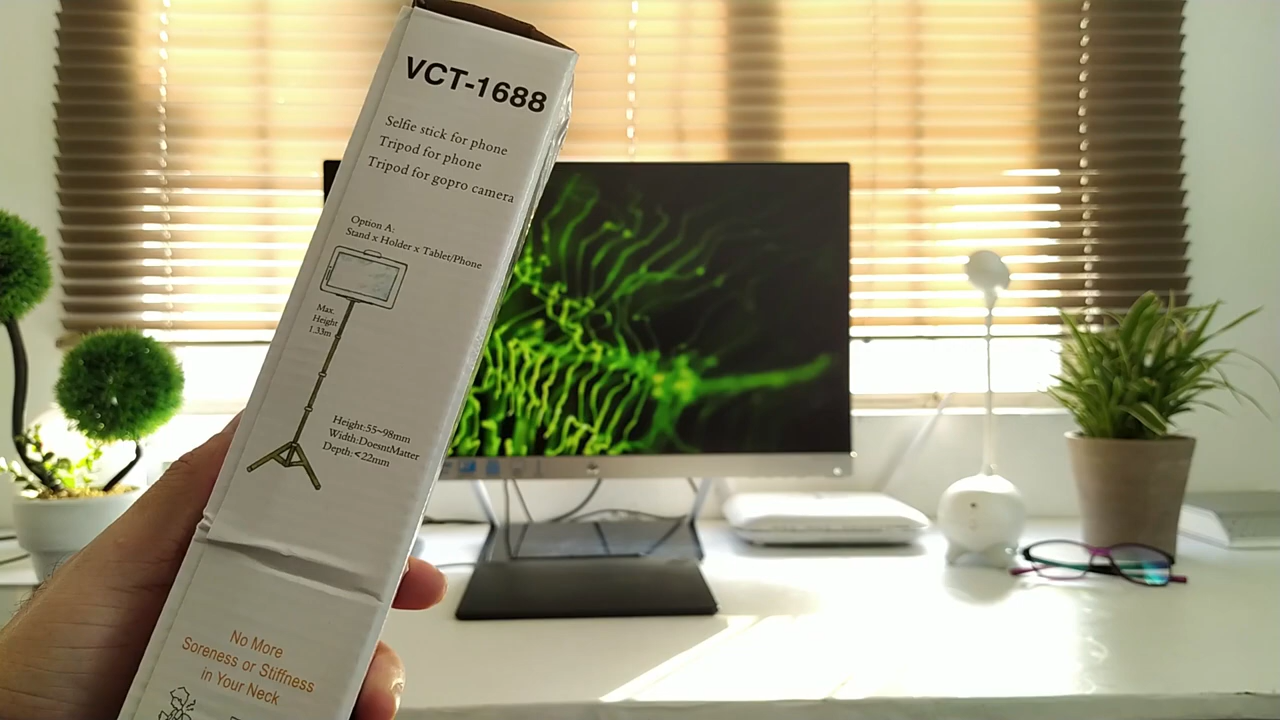 VCT-1688
Selfie stick for phone
Tripod for phone
Tripod for gopro camera
Option A:
Stand x Holder x Tablet/Phone
Max.
Height
1.33m
Height:55~98mm
Width:DoesntMatter
Depth:<22mm
No More
Soreness or Stiffness
in Your Neck